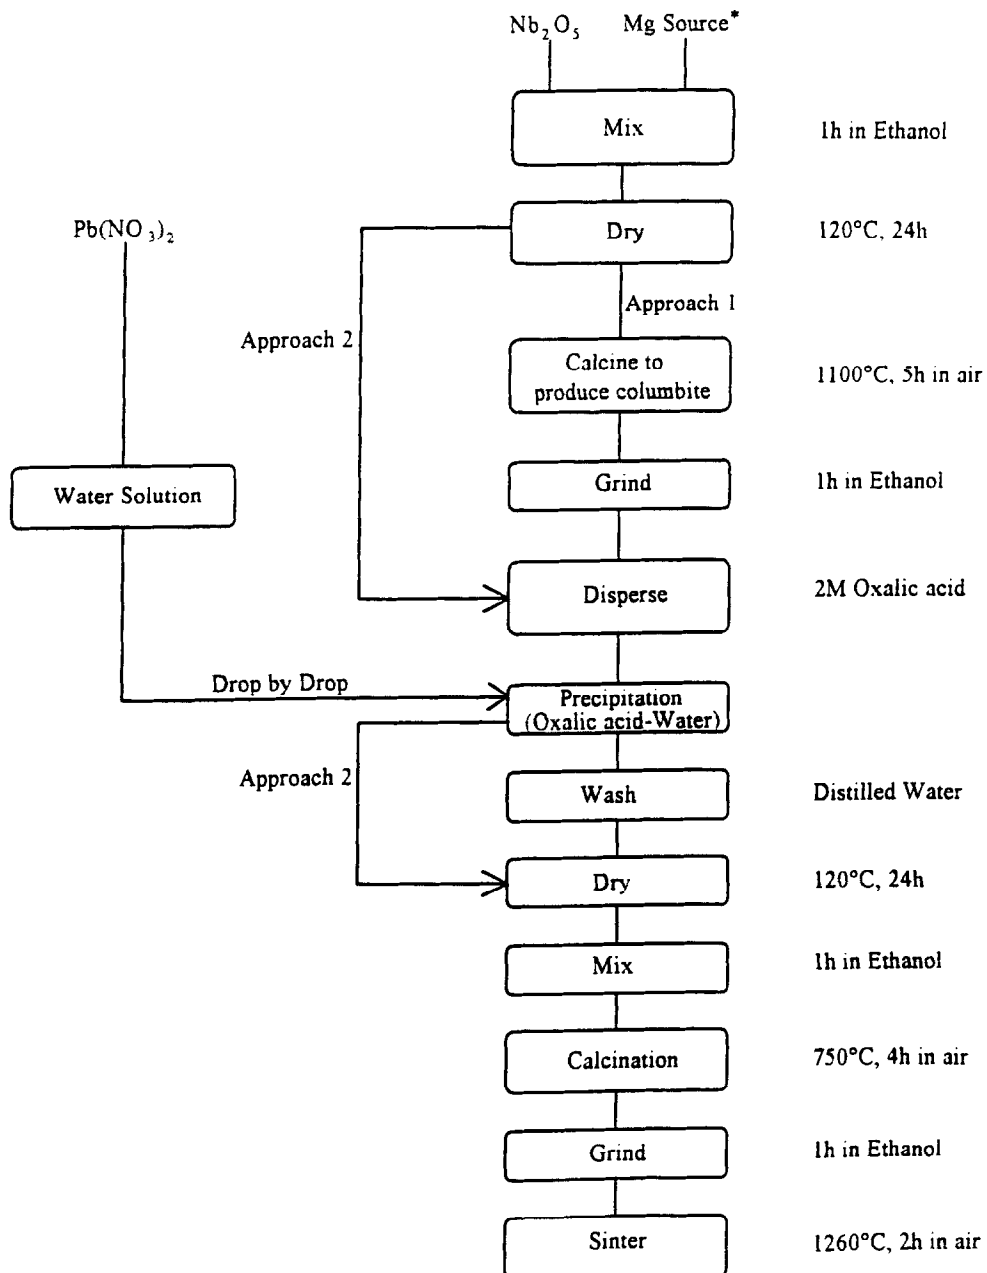 Nb₂O₅ Mg Source*
Mix 1h in Ethanol
Pb(NO₃)₂
Dry 120°C, 24h
Approach 1
Approach 2
Calcine to
produce columbite
1100°C, 5h in air
Water Solution
Grind 1h in Ethanol
Disperse 2M Oxalic acid
Drop by Drop
Precipitation
(Oxalic acid-Water)
Approach 2
Wash Distilled Water
Dry 120°C, 24h
Mix 1h in Ethanol
Calcination 750°C, 4h in air
Grind 1h in Ethanol
Sinter 1260°C, 2h in air